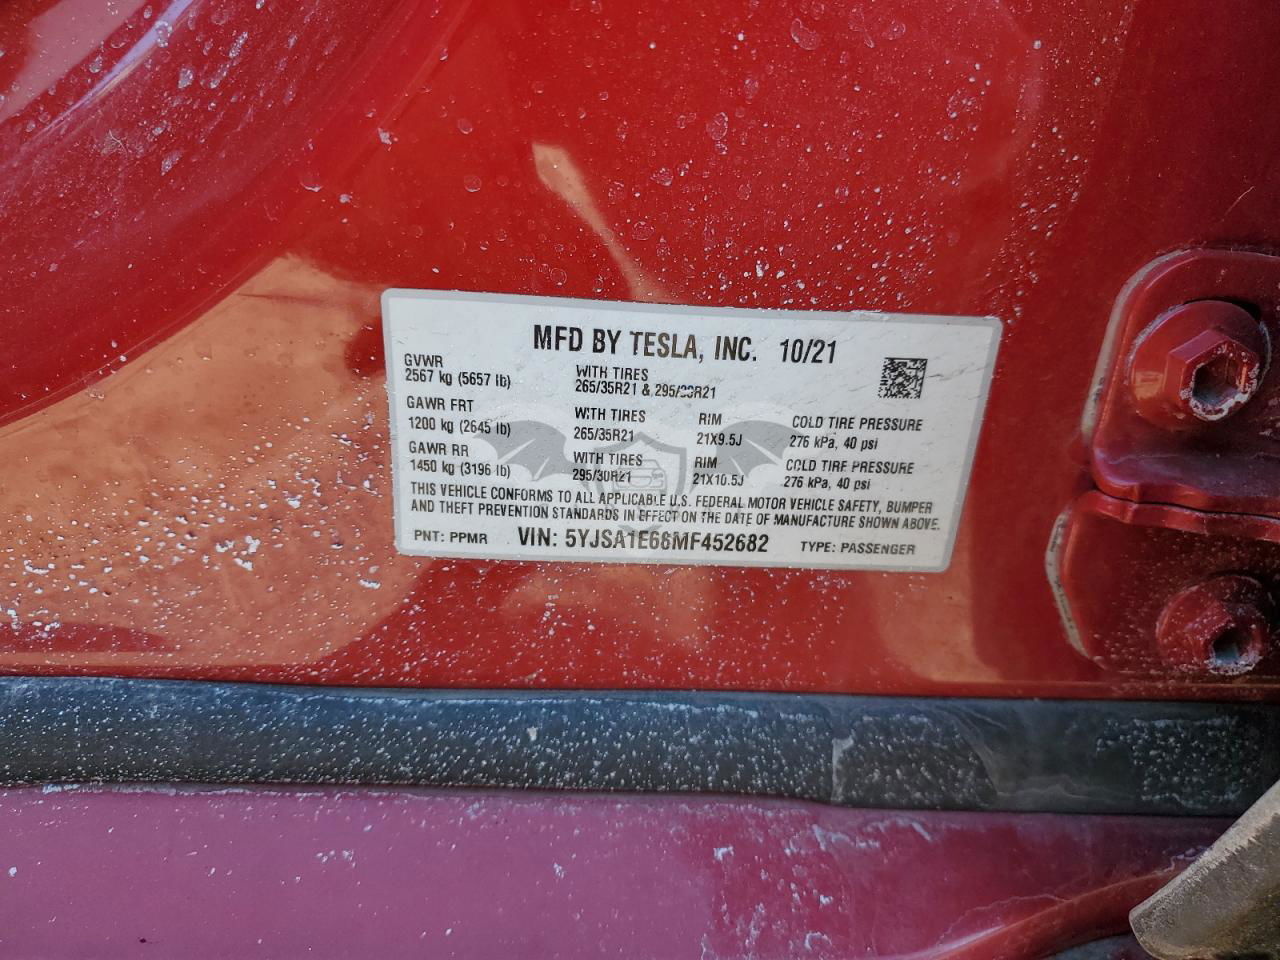 MFD BY TESLA, INC. 10/21
GVWR
2567 kg (5657 lb)
WITH TIRES
265/35R21 & 295/30R21
GAWR FRT
1200 kg (2645 lb)
WITH TIRES
265/35R21
RIM
21X9.5J
COLD TIRE PRESSURE
276 kPa, 40 psi
GAWR RR
1450 kg (3196 lb)
WITH TIRES
295/30R21
RIM
21X10.5J
COLD TIRE PRESSURE
276 kPa, 40 psi
THIS VEHICLE CONFORMS TO ALL APPLICABLE U.S. FEDERAL MOTOR VEHICLE SAFETY, BUMPER
AND THEFT PREVENTION STANDARDS IN EFFECT ON THE DATE OF MANUFACTURE SHOWN ABOVE.
PNT: PPMR VIN: 5YJSA1E68MF452682 TYPE: PASSENGER